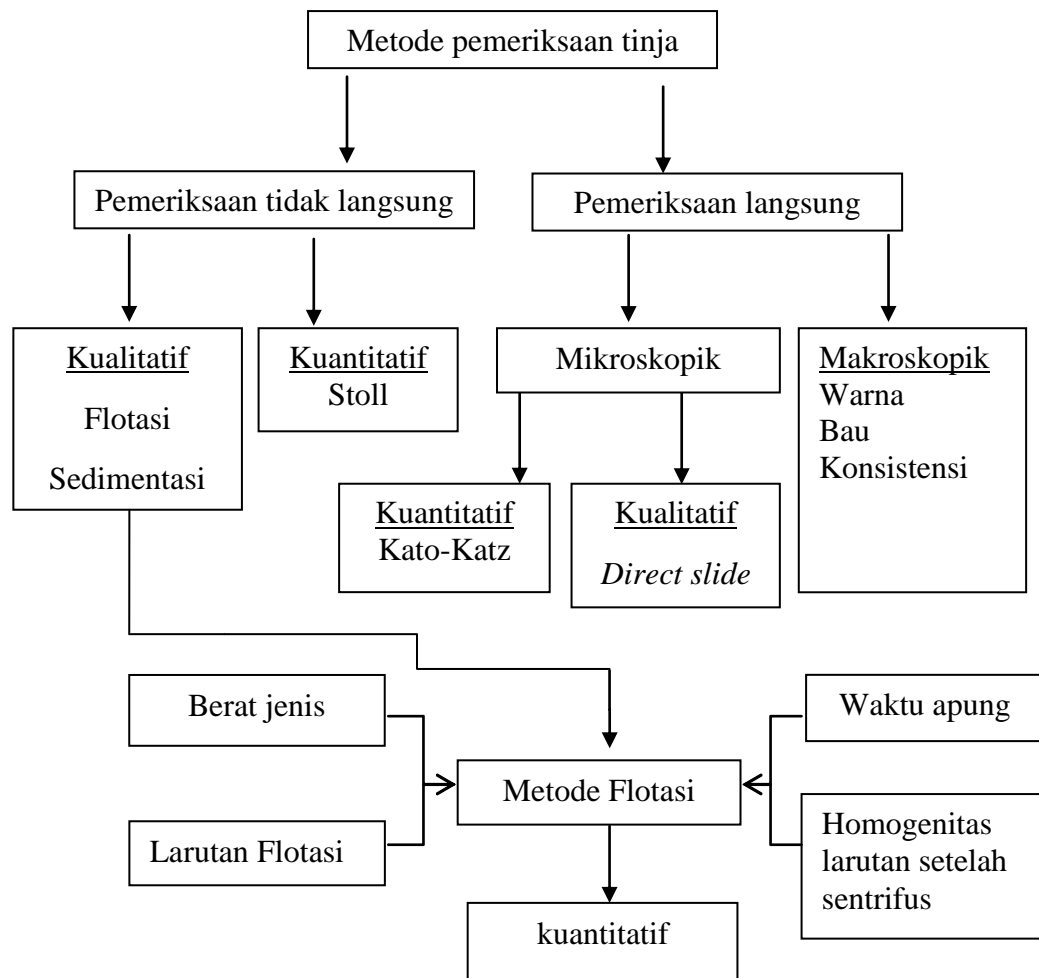 Metode pemeriksaan tinja
Pemeriksaan tidak langsung
Pemeriksaan langsung
Kualitatif
Flotasi
Sedimentasi
Kuantitatif
Stoll
Mikroskopik
Makroskopik
Warna
Bau
Konsistensi
Kuantitatif
Kato-Katz
Kualitatif
Direct slide
Berat jenis
Waktu apung
Metode Flotasi
Larutan Flotasi
Homogenitas
larutan setelah
sentrifus
kuantitatif